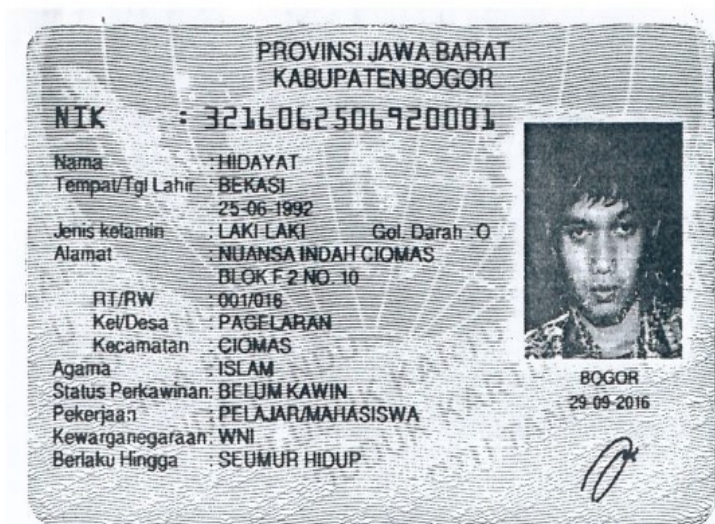 PROVINSI JAWA BARAT
KABUPATEN BOGOR
NIK : 3216062506920001
Nama : HIDAYAT
Tempat/Tgl Lahir : BEKASI
25-06-1992
Jenis kelamin : LAKI LAKI Gol. Darah : O
Alamat : NUANSA INDAH CIOMAS
BLOK F-2 NO. 10
RT/RW : 001/016
Kel/Desa : PAGELARAN
Kecamatan : CIOMAS
Agama : ISLAM
Status Perkawinan: BELUM KAWIN
Pekerjaan : PELAJAR/MAHASISWA
Kewarganegaraan: WNI
Berlaku Hingga : SEUMUR HIDUP
BOGOR
29-09-2016